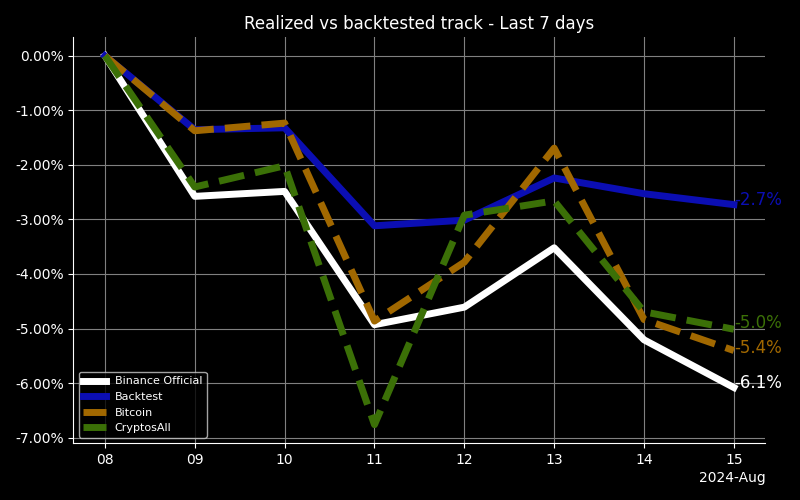 Realized vs backtested track - Last 7 days
0.00%
-1.00%
-2.00%
-3.00%
-4.00%
-5.00%
-6.00%
-7.00%
-2.7%
-5.0%
-5.4%
-6.1%
Binance Official
Backtest
Bitcoin
CryptosAll
08 09 10 11 12 13 14 15
2024-Aug